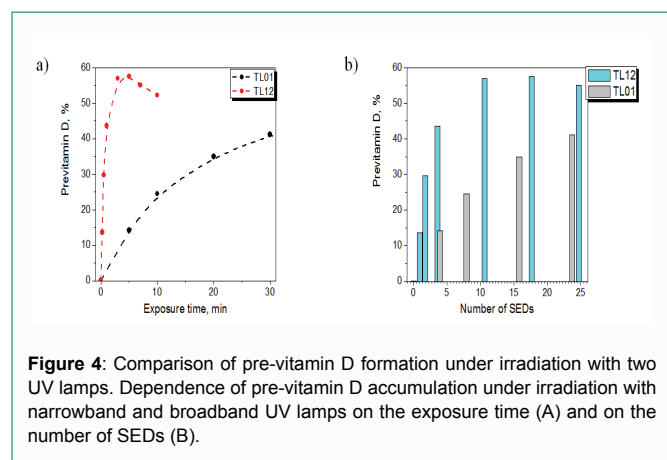 a)
TL01
TL12
Previtamin D, %
60
50
40
30
20
10
0
0 10 20 30
Exposure time, min
b)
TL12
TL01
Previtamin D, %
60
50
40
30
20
10
0
0 5 10 15 20 25
Number of SEDs
Figure 4: Comparison of pre-vitamin D formation under irradiation with two
UV lamps. Dependence of pre-vitamin D accumulation under irradiation with
narrowband and broadband UV lamps on the exposure time (A) and on the
number of SEDs (B).